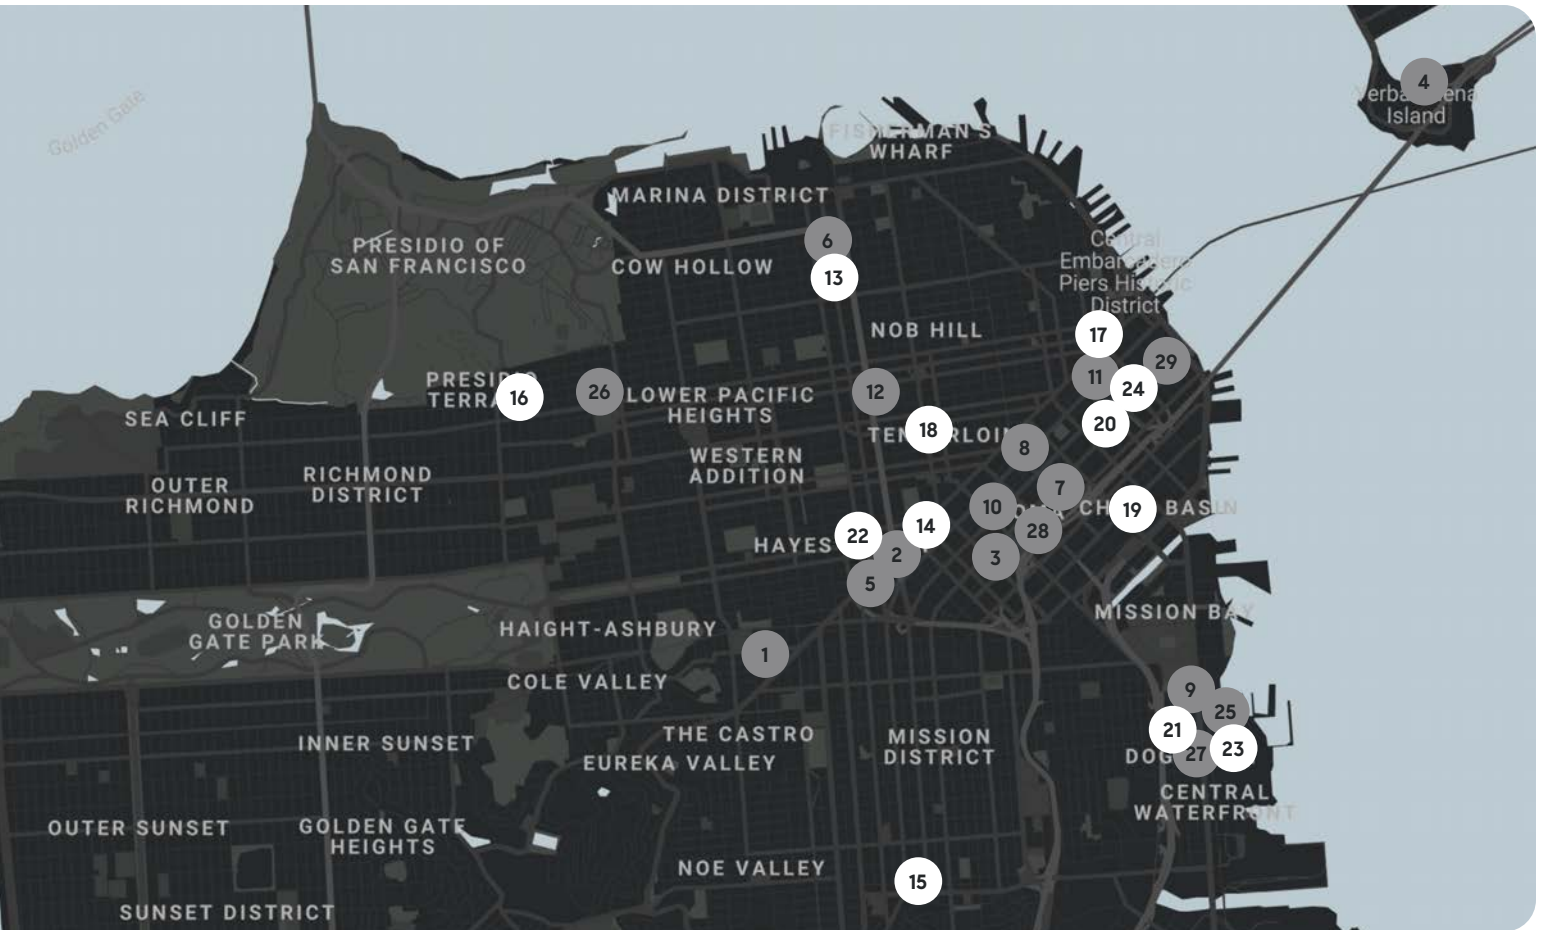 4
Golden Gate
Island
FISHERMAN'S
WHARF
MARINA DISTRICT
6
Central
Embarcadero
Piers Historic
District
PRESIDIO OF
SAN FRANCISCO
COW HOLLOW
13
NOB HILL
17
29
11
24
PRESIDIO
16
26
LOWER PACIFIC
HEIGHTS
12
SEA CLIFF
20
18
8
WESTERN
ADDITION
RICHMOND
DISTRICT
OUTER
RICHMOND
7
10
19
BASIN
28
14
22
HAYES
2
3
5
MISSION BAY
GOLDEN
GATE PARK
HAIGHT-ASHBURY
1
COLE VALLEY
9
25
21
23
27
THE CASTRO
MISSION
DISTRICT
INNER SUNSET
EUREKA VALLEY
CENTRAL
WATERFRONT
OUTER SUNSET
GOLDEN GATE
HEIGHTS
NOE VALLEY
15
SUNSET DISTRICT